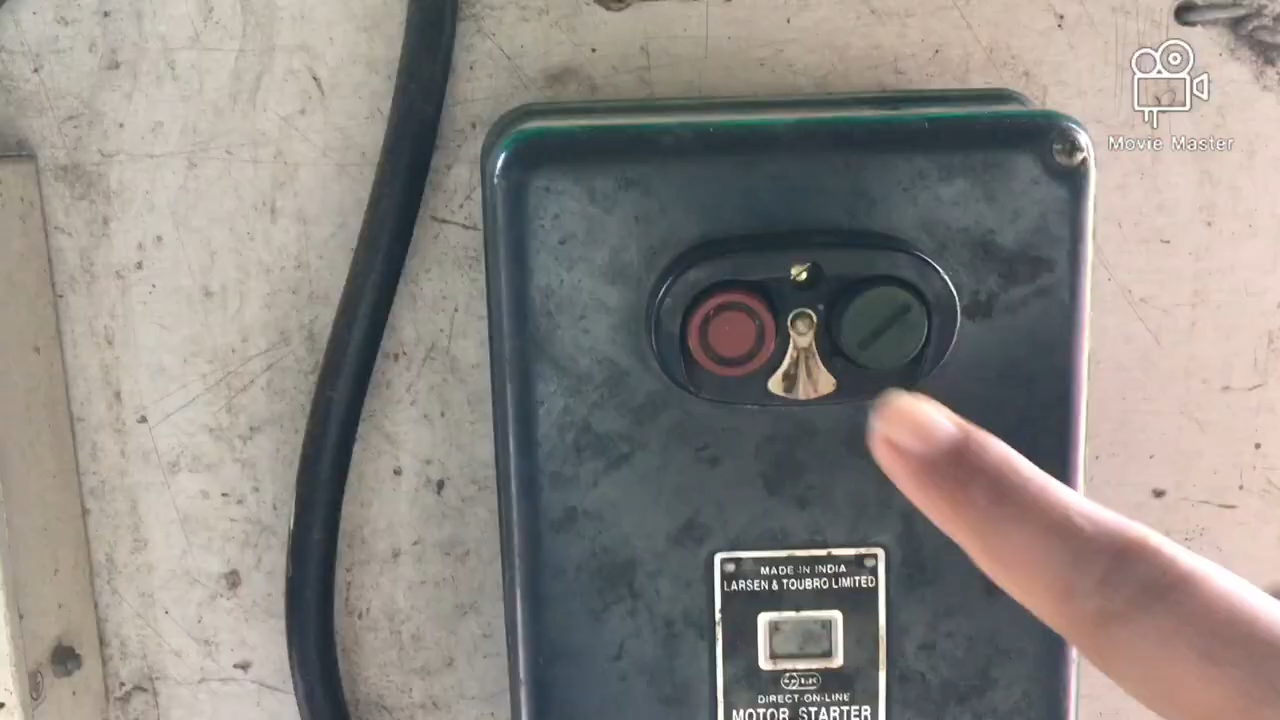 Movie Master
MADE IN INDIA
LARSEN & TOUBRO LIMITED
DIRECT-ON-LINE
MOTOR STARTER